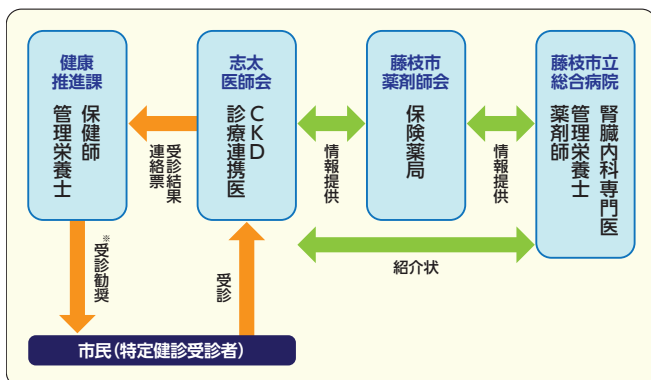 健康
推進課
保健師
管理栄養士
志太
医師会
CKD
診療連携医
藤枝市
薬剤師会
保険薬局
藤枝市立
総合病院
腎臓内科専門医
管理栄養士
薬剤師
受診結果
連絡票
情報提供
情報提供
※受診勧奨
受診
紹介状
市民(特定健診受診者)